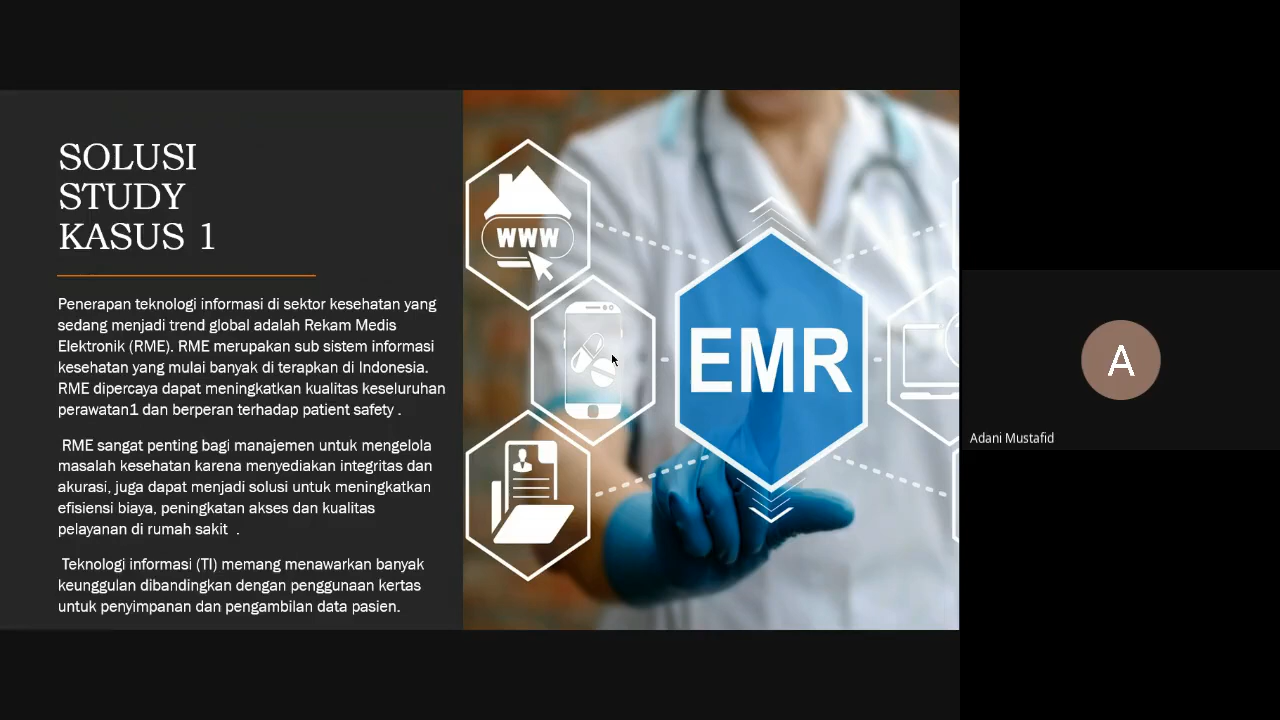 SOLUSI
STUDY
KASUS 1
Penerapan teknologi informasi di sektor kesehatan yang
sedang menjadi trend global adalah Rekam Medis
Elektronik (RME). RME merupakan sub sistem informasi
kesehatan yang mulai banyak di terapkan di Indonesia.
RME dipercaya dapat meningkatkan kualitas keseluruhan
perawatan1 dan berperan terhadap patient safety .
RME sangat penting bagi manajemen untuk mengelola
masalah kesehatan karena menyediakan integritas dan
akurasi, juga dapat menjadi solusi untuk meningkatkan
efisiensi biaya, peningkatan akses dan kualitas
pelayanan di rumah sakit .
Teknologi informasi (TI) memang menawarkan banyak
keunggulan dibandingkan dengan penggunaan kertas
untuk penyimpanan dan pengambilan data pasien.
WWW
EMR
A
Adani Mustafid